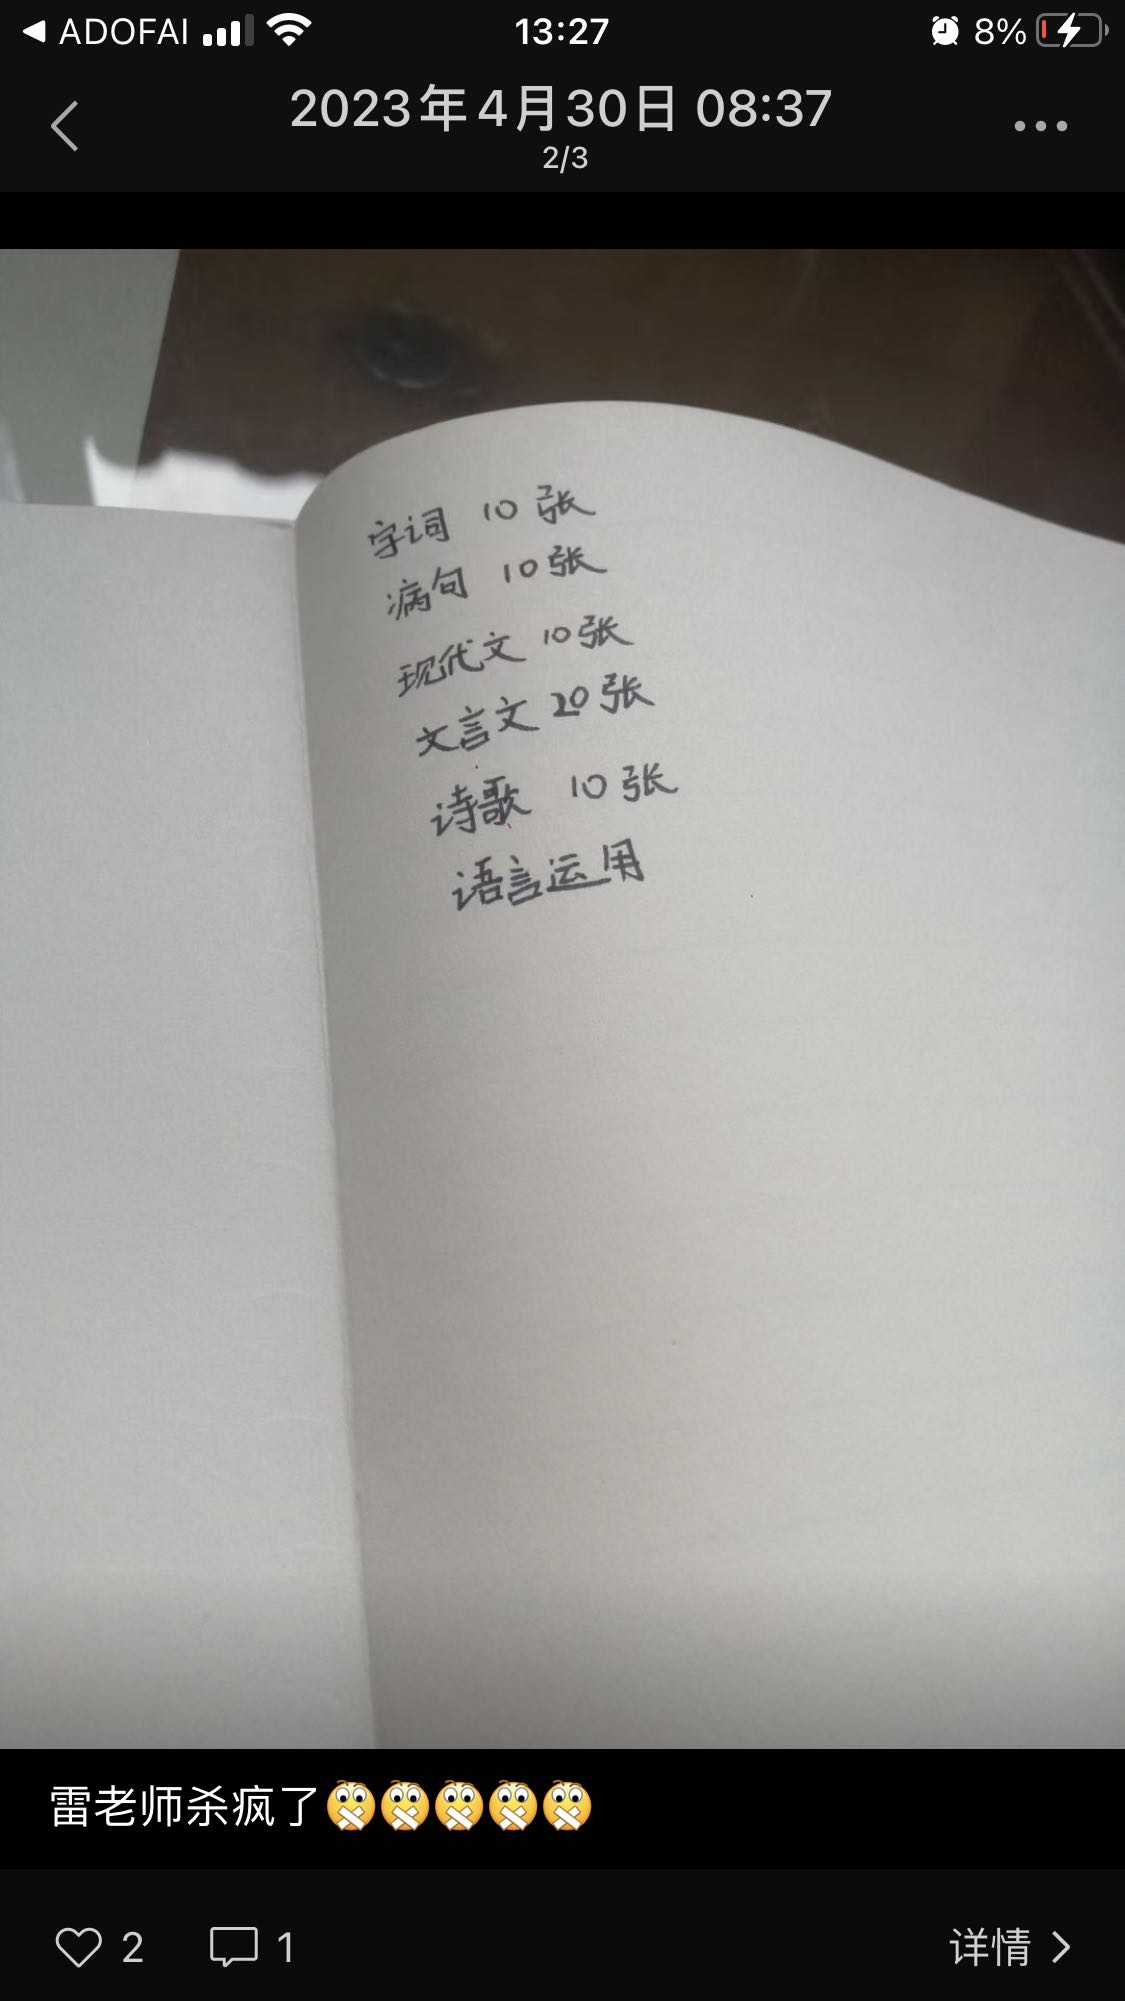 ADOFAI 13:27 8%
2023年4月30日 08:37
2/3
字词 10张
病句 10张
现代文 10张
文言文 20张
诗歌 10张
语言运用
雷老师杀疯了
2 1 详情